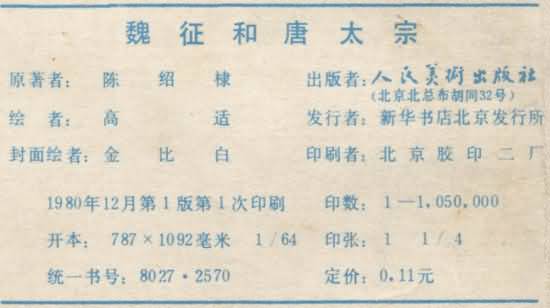 魏征和唐太宗
原著者：陈绍棣 出版者：人民美術出版社
（北京北总布胡同32号）
绘者：高适 发行者：新华书店北京发行所
封面绘者：金比白 印刷者：北京胶印二厂
1980年12月第1版第1次印刷 印数：1—1,050,000
开本：787×1092毫米 1/64 印张：1 1/4
统一书号：8027·2570 定价：0.11元